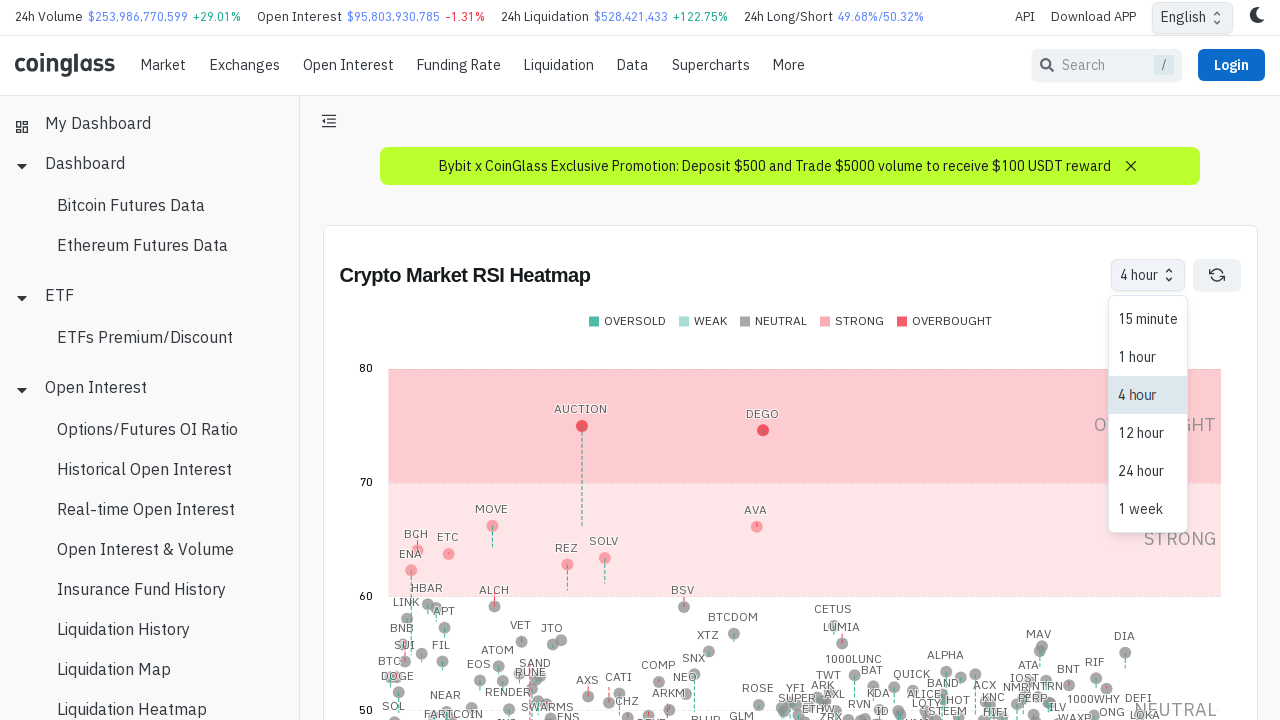 24h Volume $253,986,770,599 +29.01% Open Interest $95,803,930,785 -1.31% 24h Liquidation $528,421,433 +122.75% 24h Long/Short 49.68%/50.32% API Download APP English
coinglass Market Exchanges Open Interest Funding Rate Liquidation Data Supercharts More Search / Login
My Dashboard
Dashboard
Bitcoin Futures Data
Ethereum Futures Data
ETF
ETFs Premium/Discount
Open Interest
Options/Futures OI Ratio
Historical Open Interest
Real-time Open Interest
Open Interest & Volume
Insurance Fund History
Liquidation History
Liquidation Map
Liquidation Heatmap
Bybit x CoinGlass Exclusive Promotion: Deposit $500 and Trade $5000 volume to receive $100 USDT reward
Crypto Market RSI Heatmap
4 hour
15 minute
1 hour
4 hour
12 hour
24 hour
1 week
OVERSOLD WEAK NEUTRAL STRONG OVERBOUGHT
80
AUCTION DEGO
70
MOVE AVA
BCH ETC STRONG
ENA REZ SOLV
60
HBAR ALCH BSV
LINK APT BTCDOM CETUS
BNB VET JTO XTZ LUMIA MAV DIA
SUI FIL ATOM SNX 1000LUNC ALPHA
BTC EOS SAND COMP BAT ATA RIF
DOGE RUNE AXS CATI NEO TWT QUICK BNT
NEAR RENDER ARKM ROSE YFI ARK KDA ALICE BAND ACX IOST
SOL SWARMS CHZ SUPER AXL RVN LOTY HOT KNC PERP 1000WHY DEFI
50
FARTCOIN ENS GLM ETHW ID STEEM HIFI ILV ONG NEUTRAL